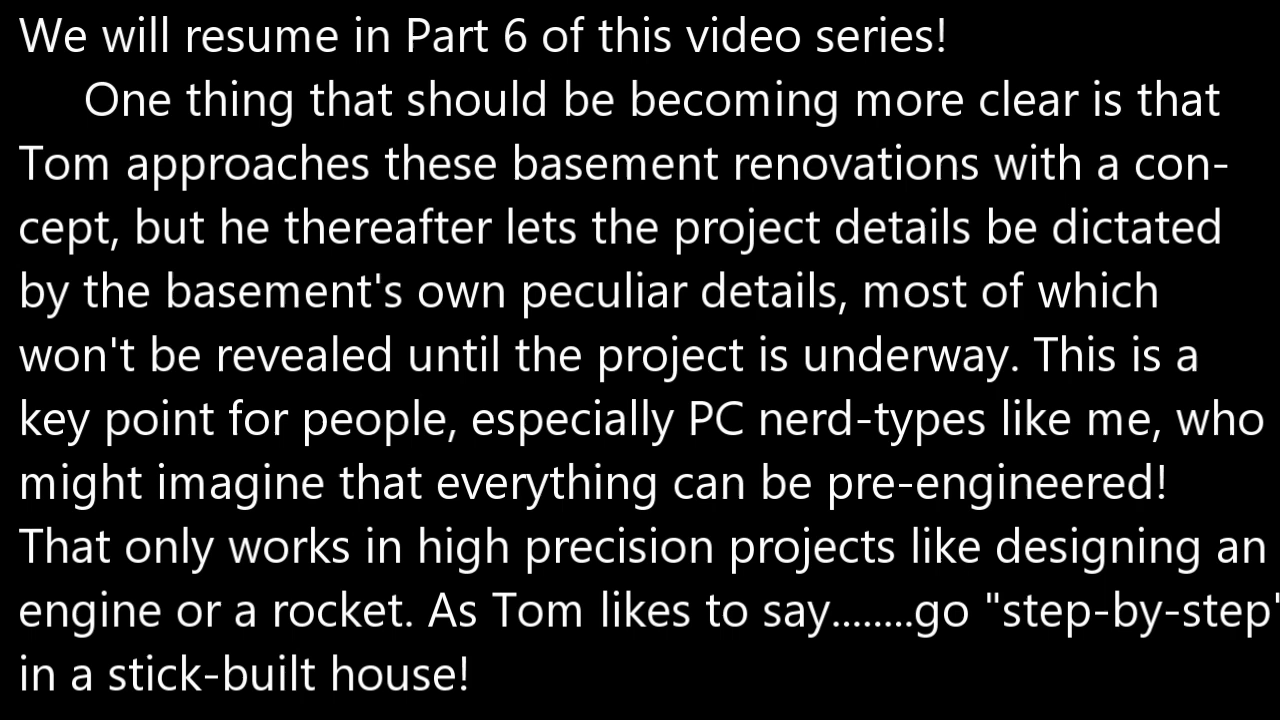 We will resume in Part 6 of this video series!
One thing that should be becoming more clear is that
Tom approaches these basement renovations with a con-
cept, but he thereafter lets the project details be dictated
by the basement's own peculiar details, most of which
won't be revealed until the project is underway. This is a
key point for people, especially PC nerd-types like me, who
might imagine that everything can be pre-engineered!
That only works in high precision projects like designing an
engine or a rocket. As Tom likes to say........go "step-by-step"
in a stick-built house!